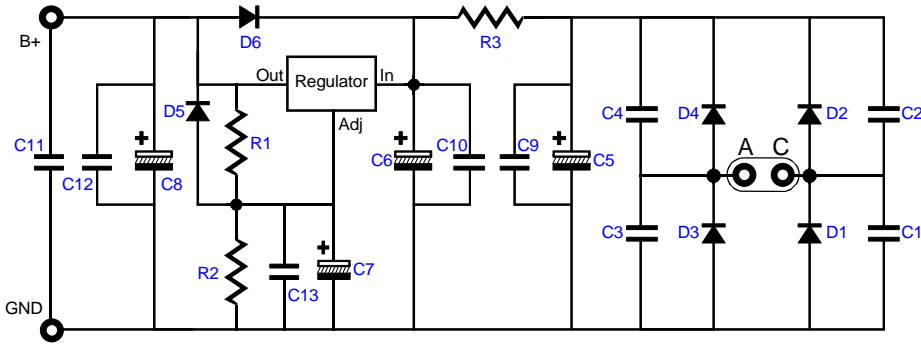 B+
D6
R3
Out
Regulator
In
Adj
D5
R1
C11
C12
+
C8
+
C6
C10
C9
+
C5
C4
D4
A
C
D2
C2
C3
D3
D1
C1
R2
C13
+
C7
GND